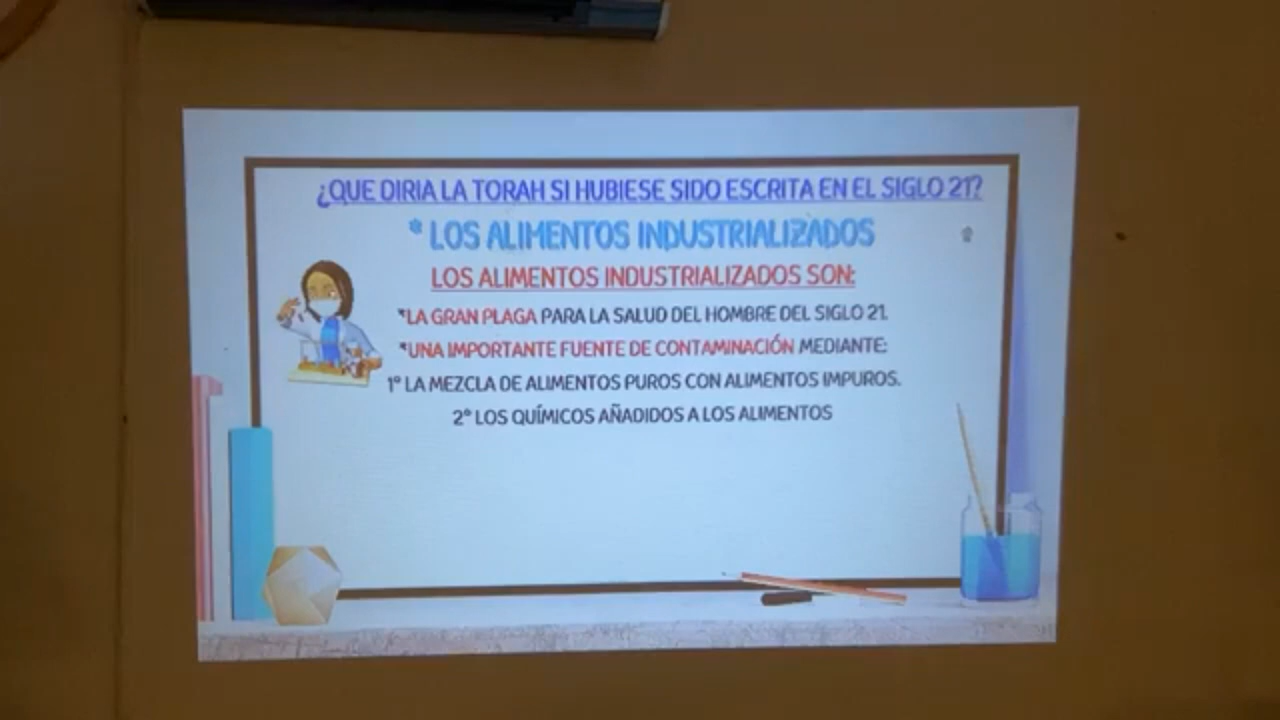 ¿QUE DIRIA LA TORAH SI HUBIESE SIDO ESCRITA EN EL SIGLO 21?
* LOS ALIMENTOS INDUSTRIALIZADOS
LOS ALIMENTOS INDUSTRIALIZADOS SON:
*LA GRAN PLAGA PARA LA SALUD DEL HOMBRE DEL SIGLO 21.
*UNA IMPORTANTE FUENTE DE CONTAMINACIÓN MEDIANTE:
1° LA MEZCLA DE ALIMENTOS PUROS CON ALIMENTOS IMPUROS.
2° LOS QUÍMICOS AÑADIDOS A LOS ALIMENTOS